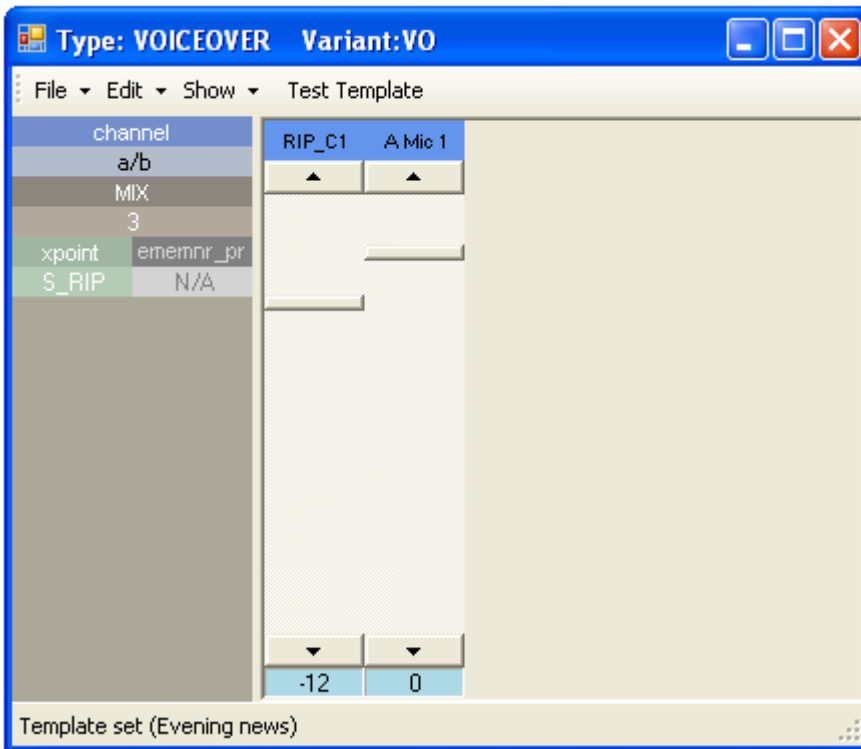 Type: VOICEOVER Variant:VO
File Edit Show Test Template
channel
a/b
MIX
3
xpoint ememnr_pr
S_RIP N/A
RIP_C1 A Mic 1
-12 0
Template set (Evening news)